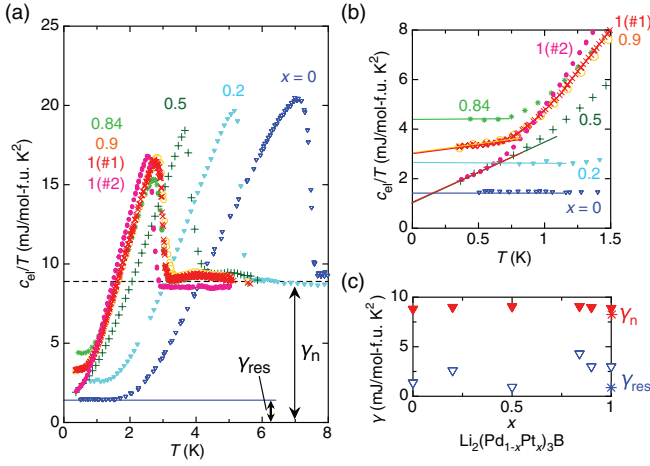 (a)
20
15
10
5
0
c_el/T (mJ/mol-f.u. K²)
0 2 4 6 8
T (K)
x = 0
0.2
0.5
0.84
0.9
1(#1)
1(#2)
γ_res
γ_n
(b)
8
6
4
2
0
c_el/T (mJ/mol-f.u. K²)
0 0.5 1.0 1.5
T (K)
1(#1)
1(#2)
0.9
0.84
0.5
0.2
x = 0
(c)
10
5
0
γ (mJ/mol-f.u. K²)
γ_n
γ_res
0 0.5 1
x
Li₂(Pd₁₋ₓPtₓ)₃B